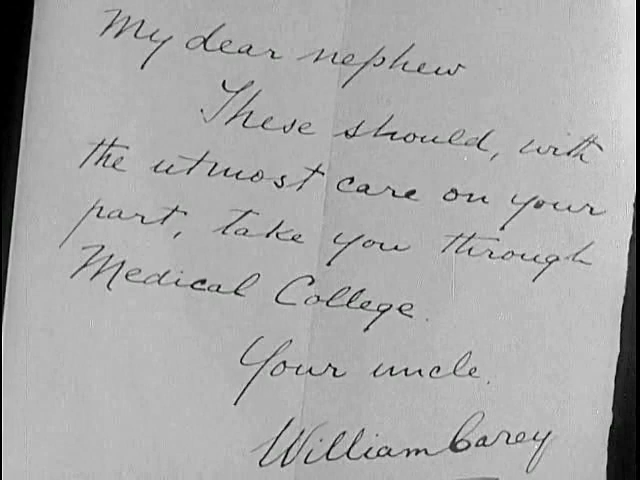 My dear nephew
These should, with
the utmost care on your
part, take you through
Medical College.
Your uncle.
William Carey